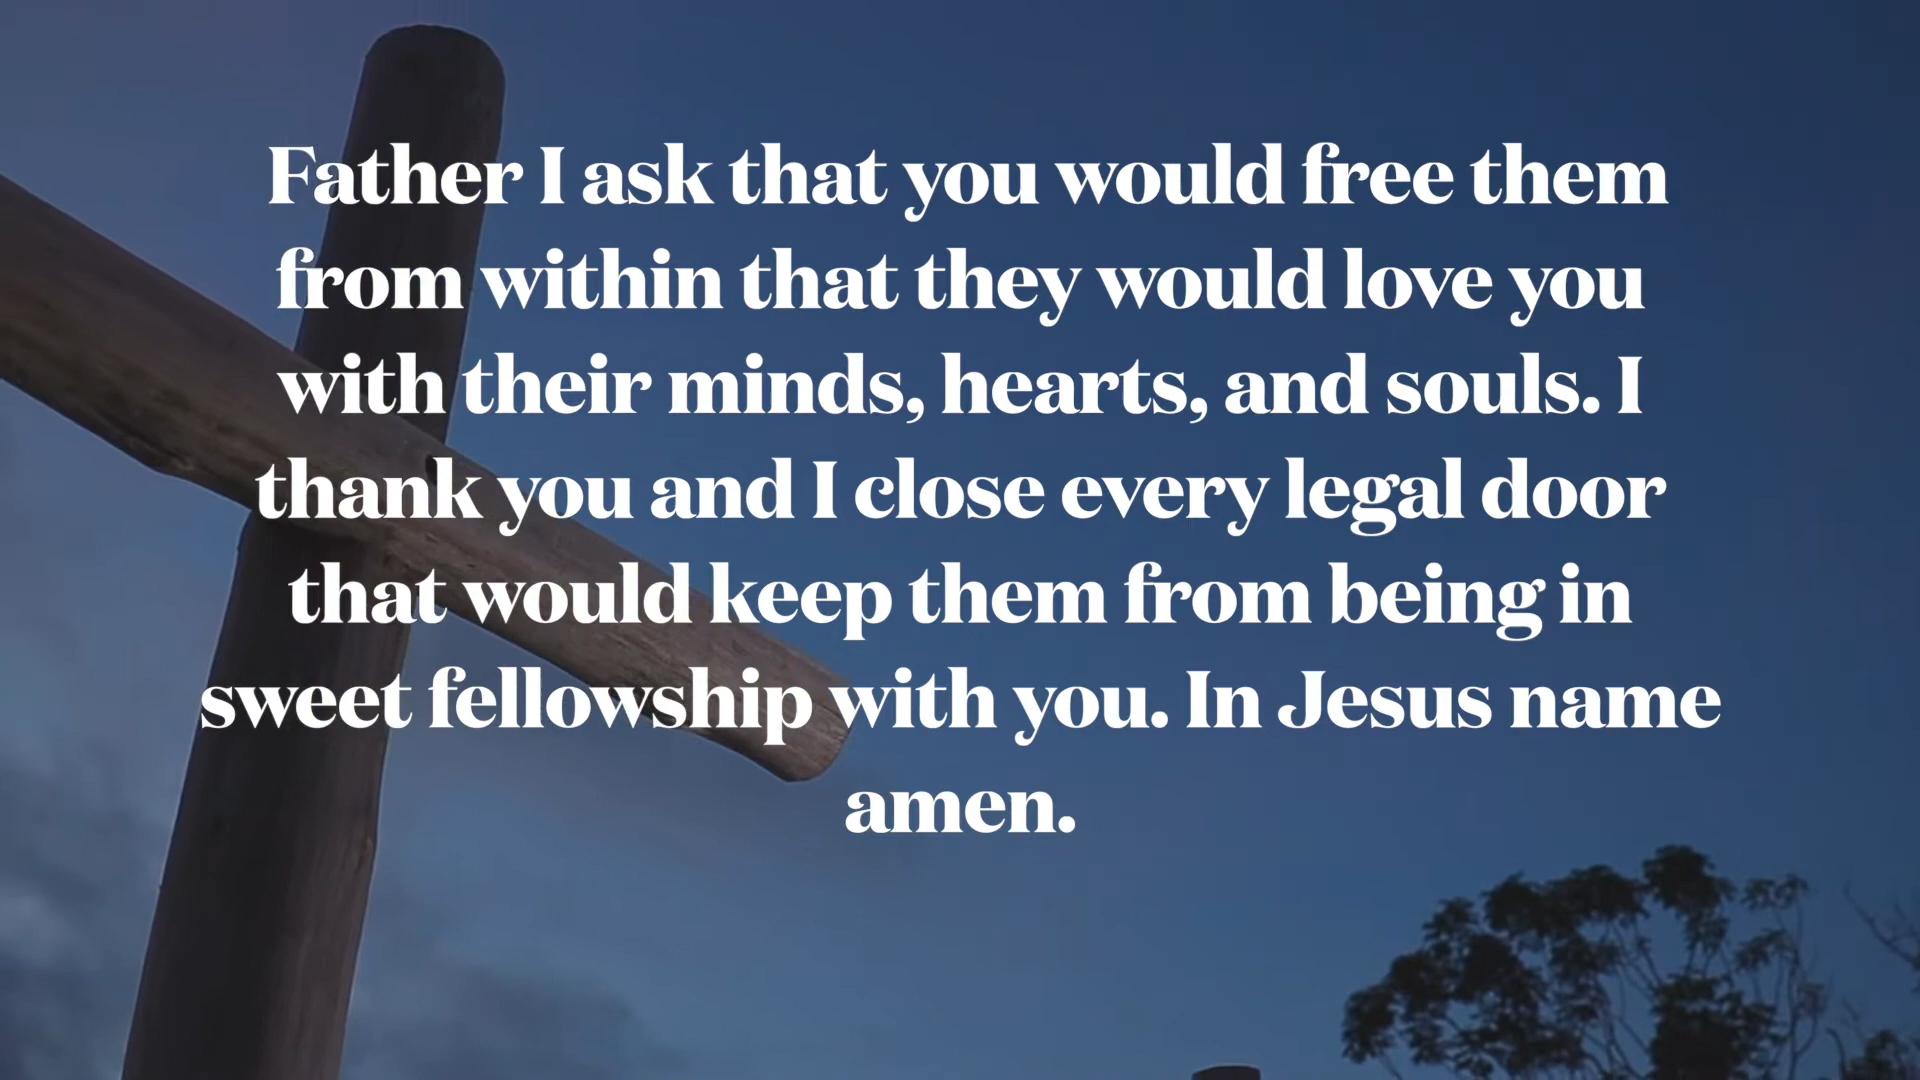 Father I ask that you would free them
from within that they would love you
with their minds, hearts, and souls. I
thank you and I close every legal door
that would keep them from being in
sweet fellowship with you. In Jesus name
amen.